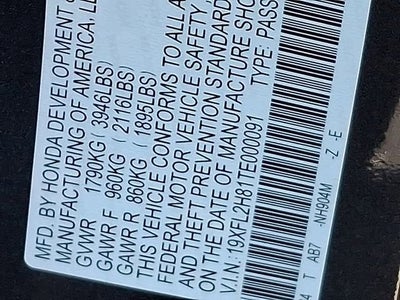 MFD. BY HONDA DEVELOPMENT
MANUFACTURING OF AMERICA, LL
GVWR 1790KG ( 3946LBS)
GAWR F 960KG ( 2116LBS)
GAWR R 860KG ( 1895LBS)
THIS VEHICLE CONFORMS TO ALL A
FEDERAL MOTOR VEHICLE SAFETY,
AND THEFT PREVENTION STANDARD
ON THE DATE OF MANUFACTURE SHO
V.I.N.: 19XFL2H81TE000091 TYPE: PASS
4 T AB7 -NH904M -Z -E